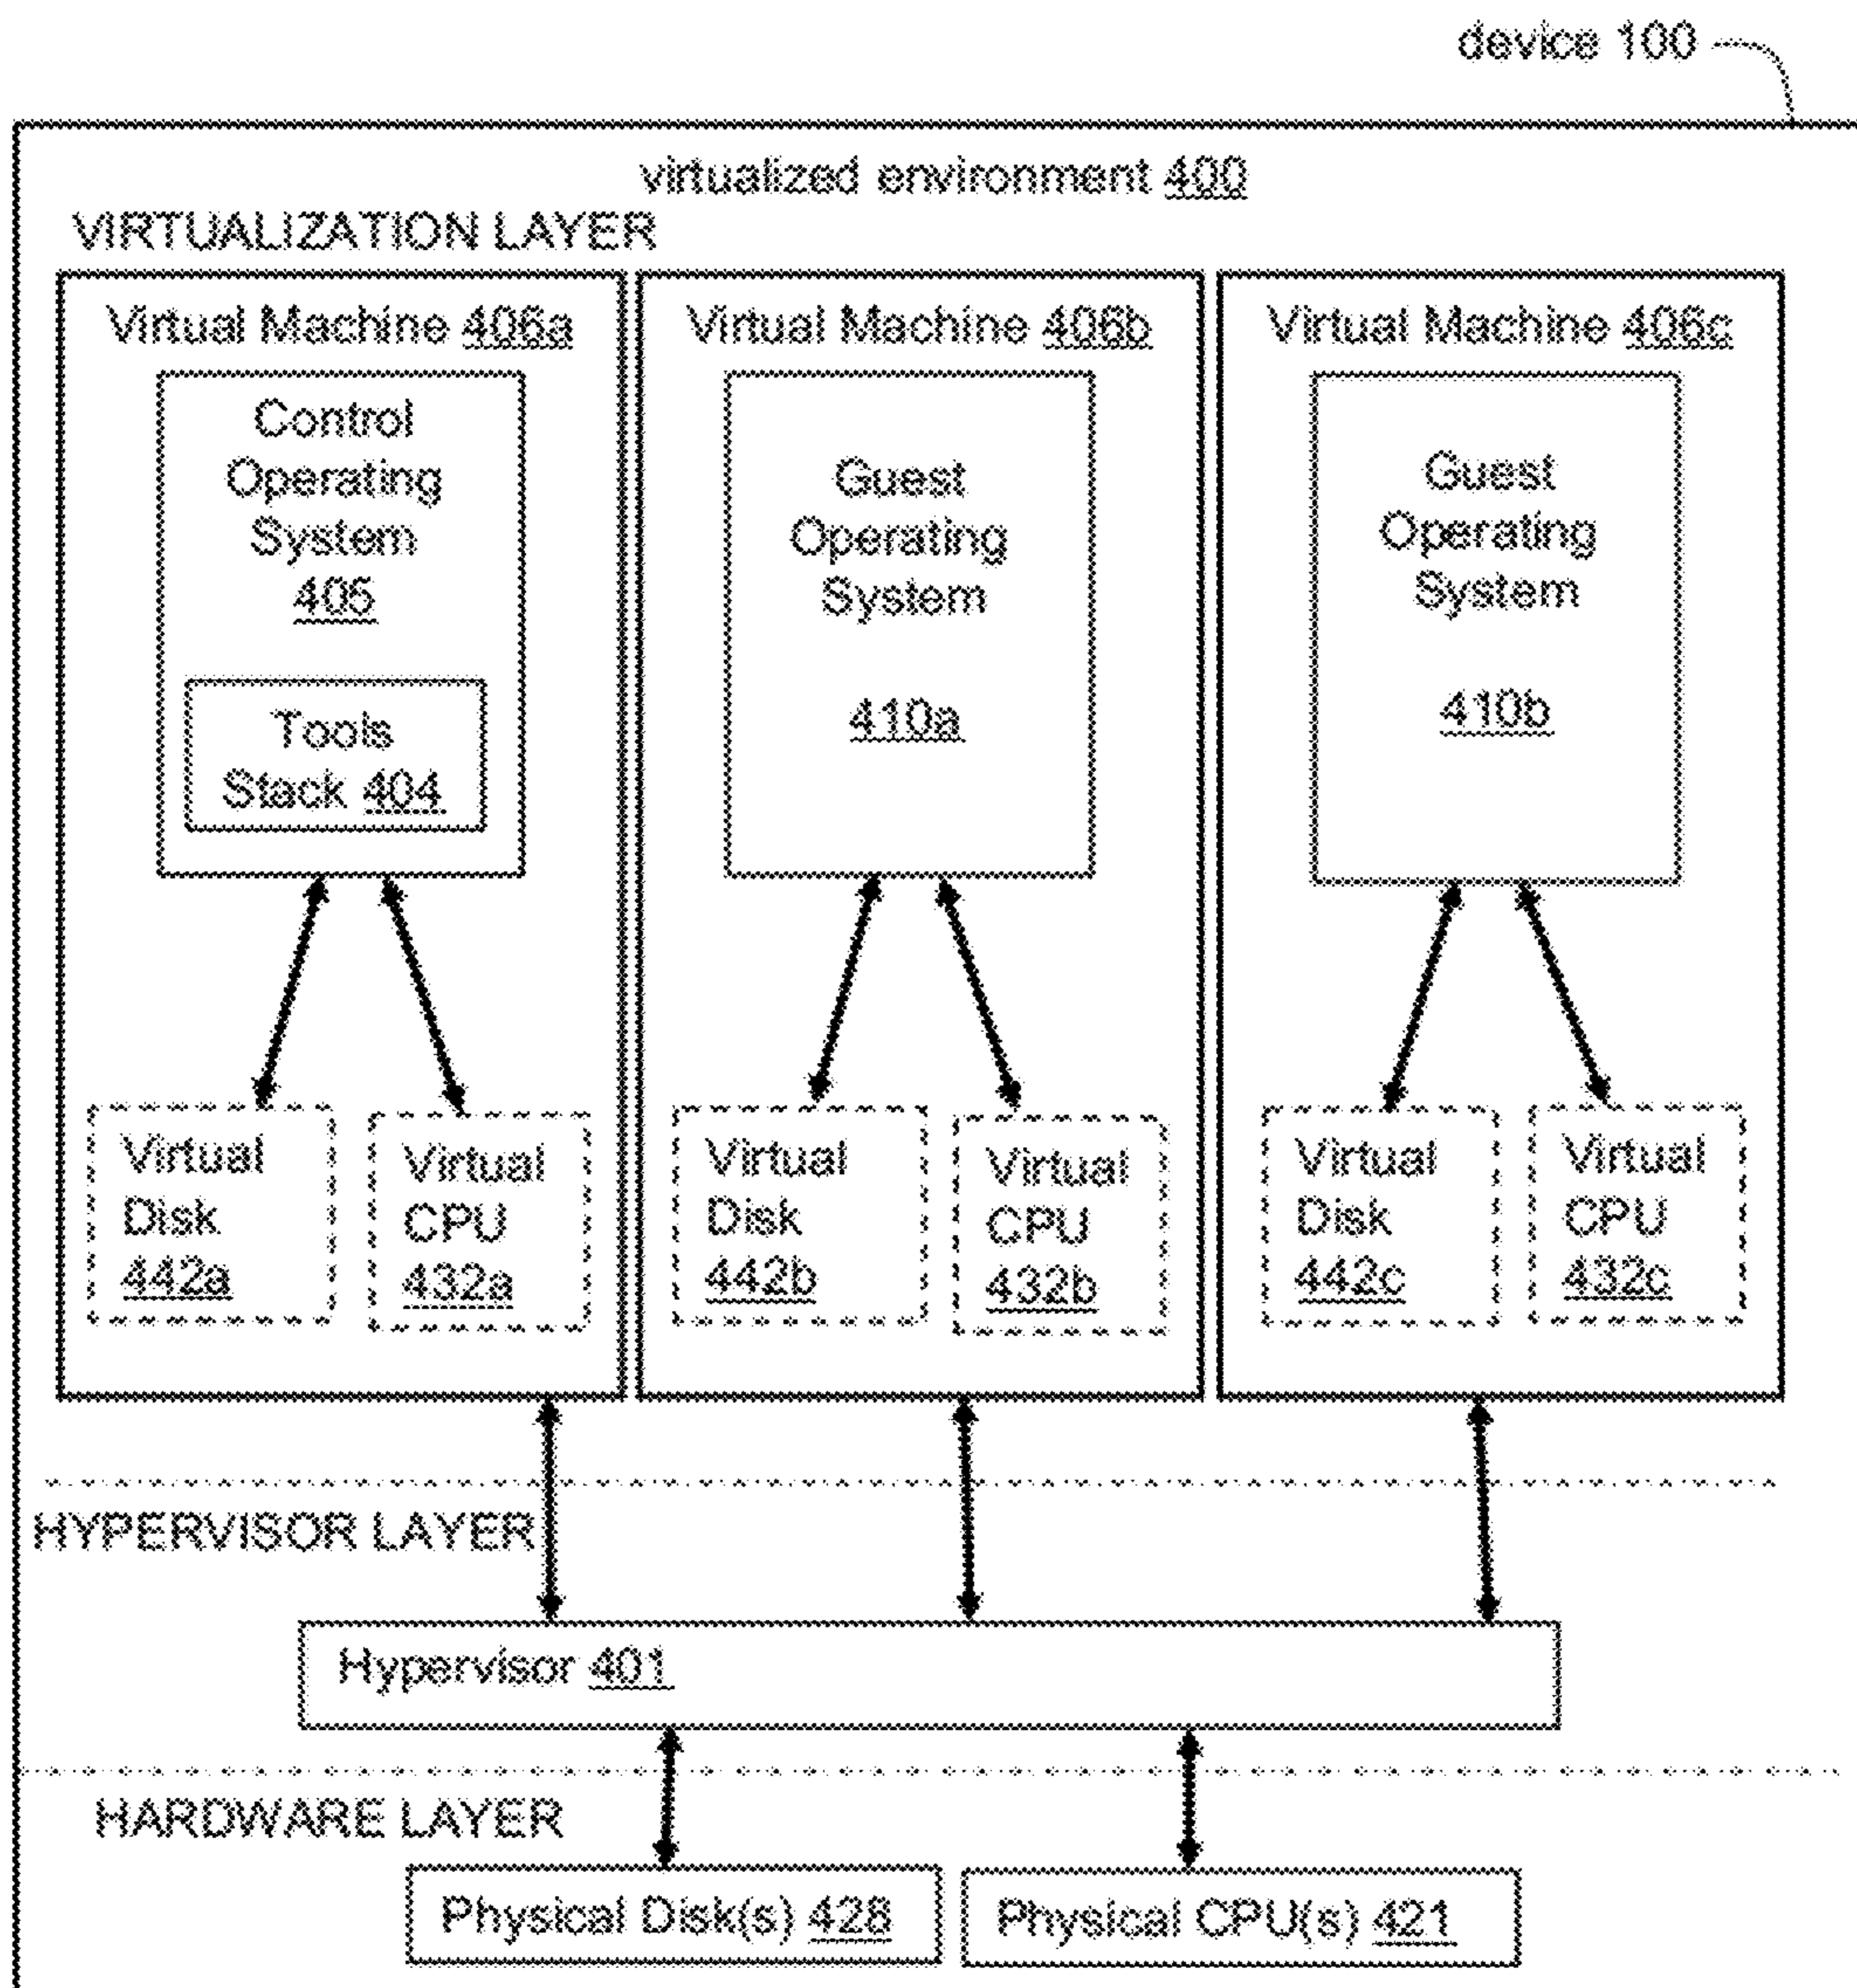 device 100
virtualized environment 400
VIRTUALIZATION LAYER
Virtual Machine 406a
Control
Operating
System
405
Tools
Stack 404
Virtual
Disk
442a
Virtual
CPU
432a
Virtual Machine 406b
Guest
Operating
System
410a
Virtual
Disk
442b
Virtual
CPU
432b
Virtual Machine 406c
Guest
Operating
System
410b
Virtual
Disk
442c
Virtual
CPU
432c
HYPERVISOR LAYER
Hypervisor 401
HARDWARE LAYER
Physical Disk(s) 428
Physical CPU(s) 421